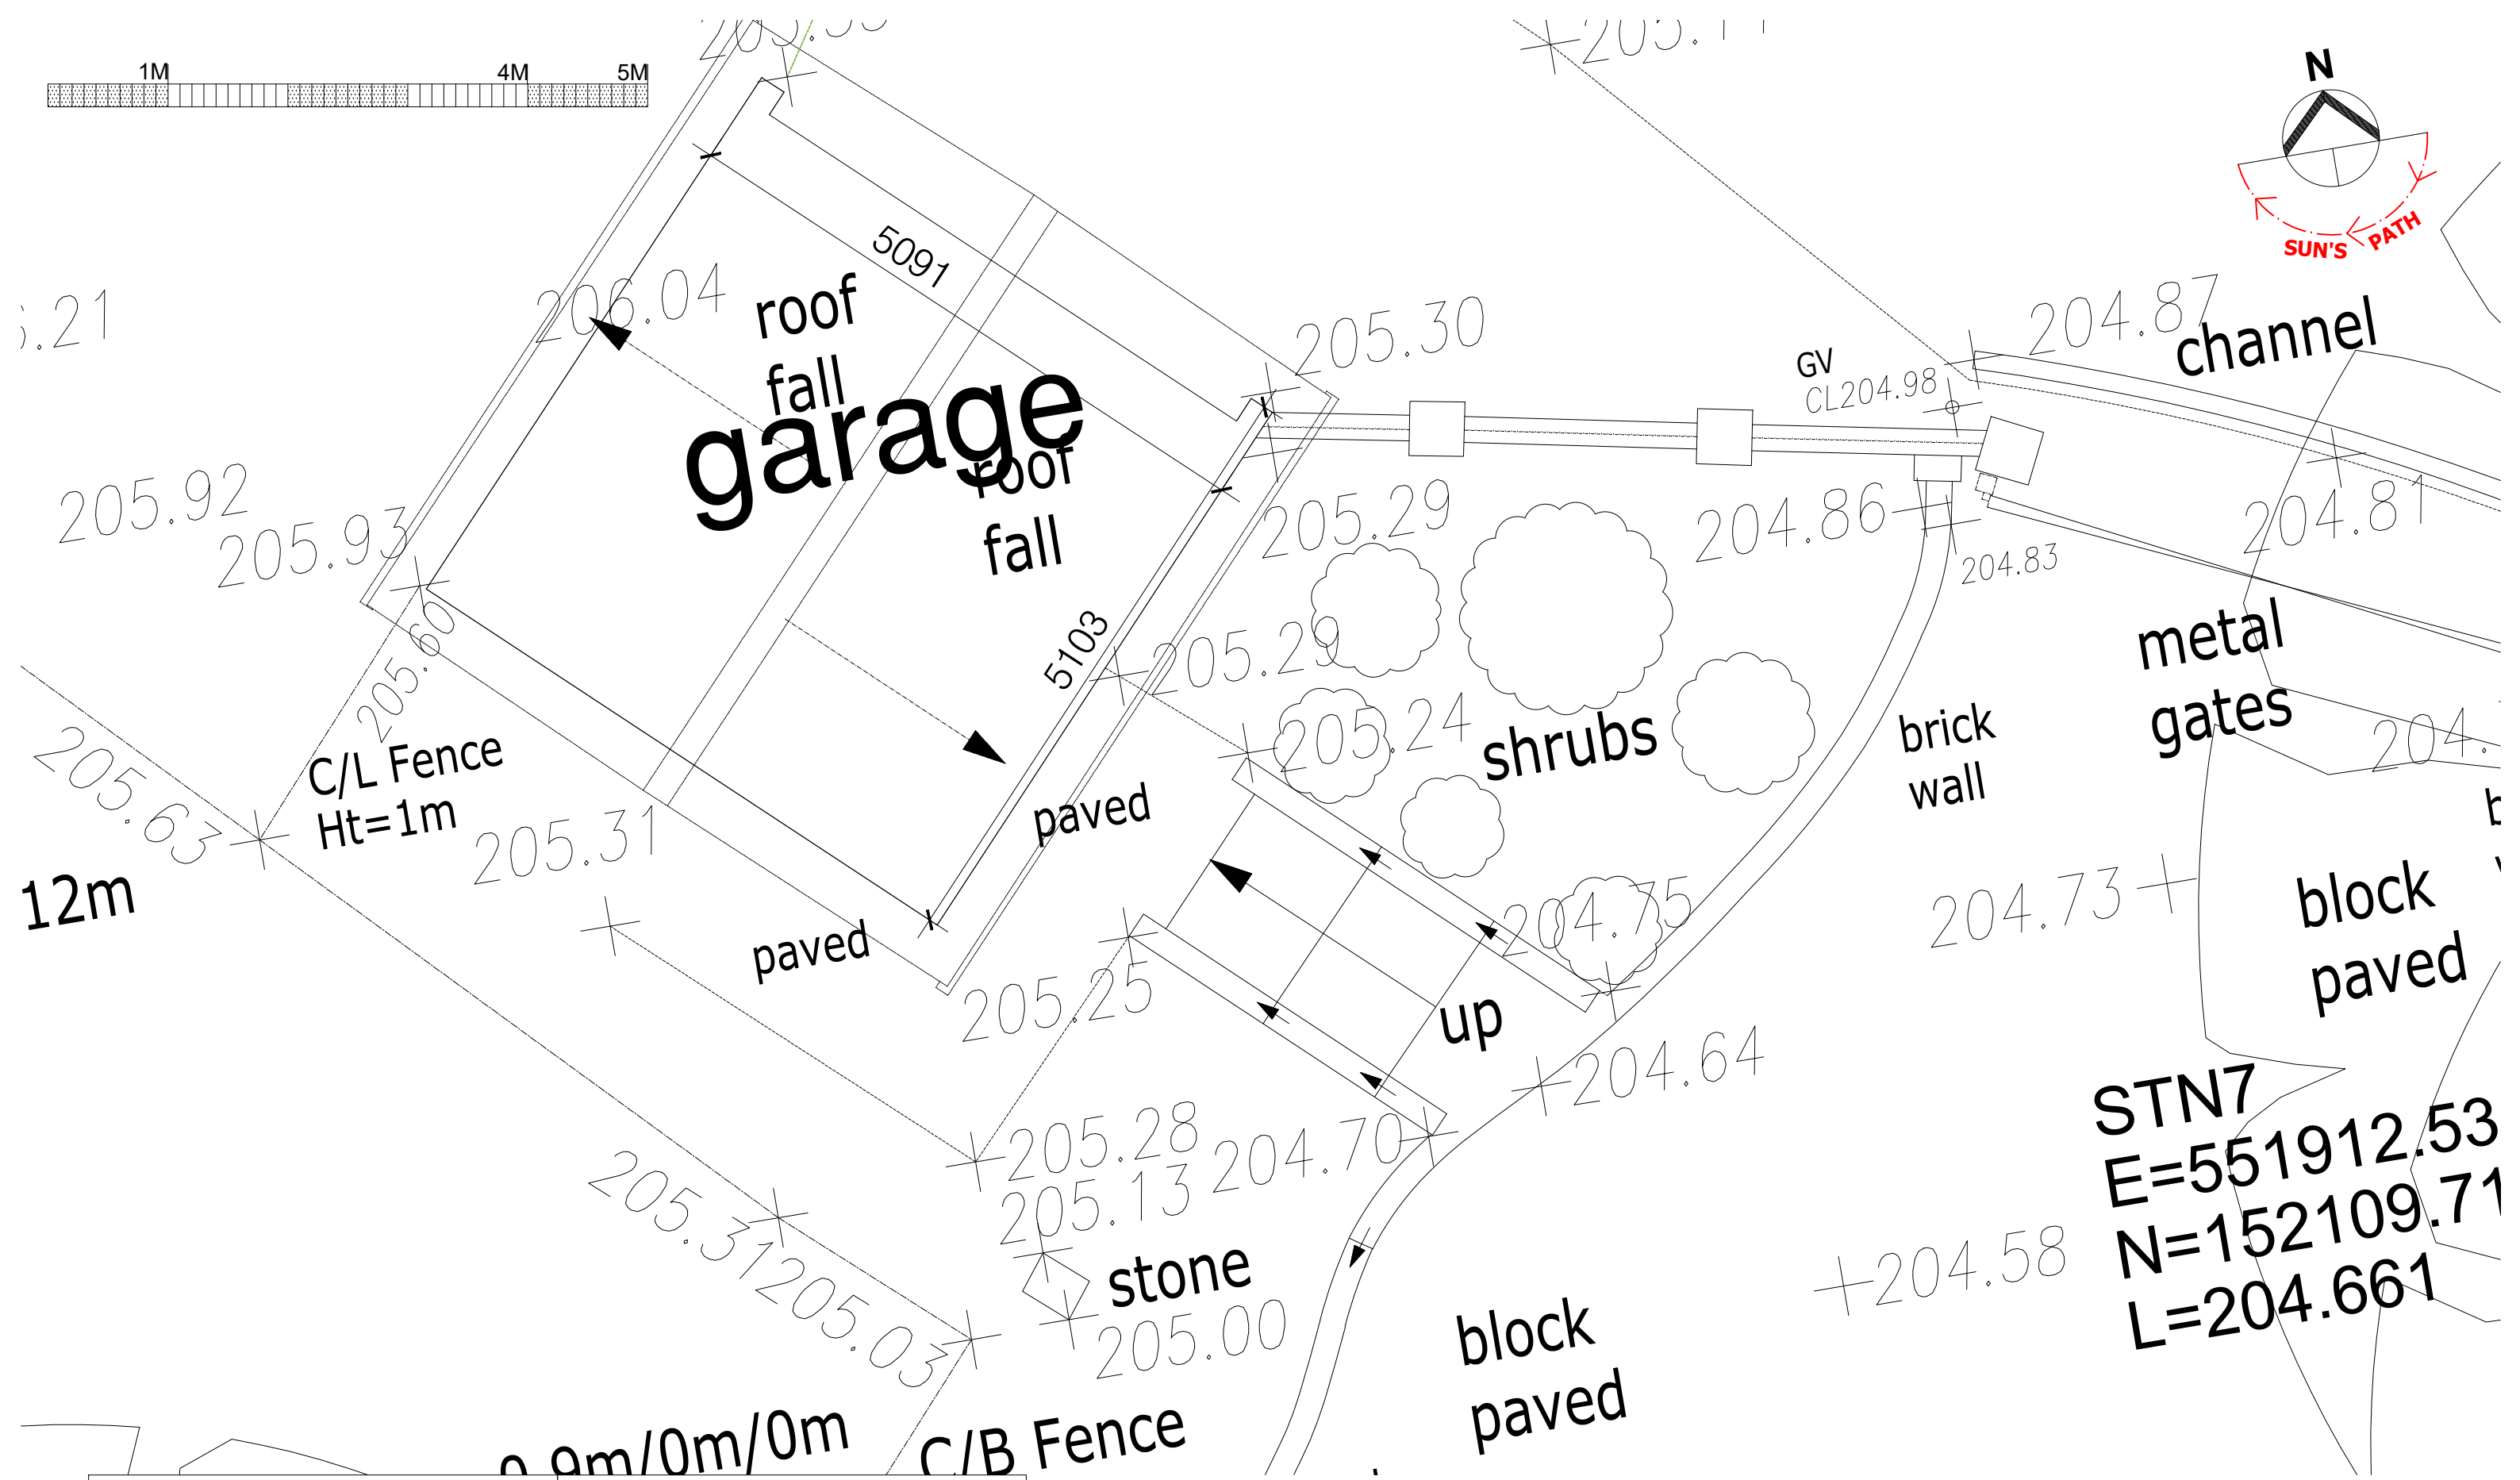 1M 4M 5M
N
SUN'S PATH
5091
206.04
roof
fall
garage
roof
fall
205.30
204.87
channel
GV
CL204.98
205.92
205.93
205.29
204.86
204.81
204.83
205.60
5103
205.29
metal
gates
205.24
shrubs
brick
wall
205.63
C/L Fence
Ht=1m
205.31
paved
12m
paved
204.75
204.73
block
paved
205.25
up
204.64
STN7
E=551912.53
N=152109.71
L=204.661
205.28
204.70
205.13
205.31
stone
204.58
205.03
205.00
block
paved
0.9m/0m/0m
C/B Fence